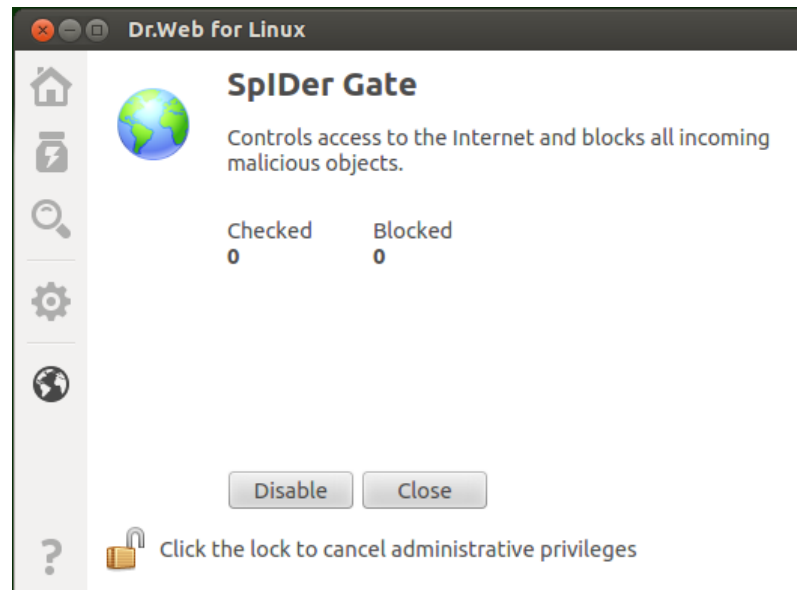 Dr.Web for Linux
SpIDer Gate
Controls access to the Internet and blocks all incoming
malicious objects.
Checked Blocked
0 0
Disable Close
? Click the lock to cancel administrative privileges